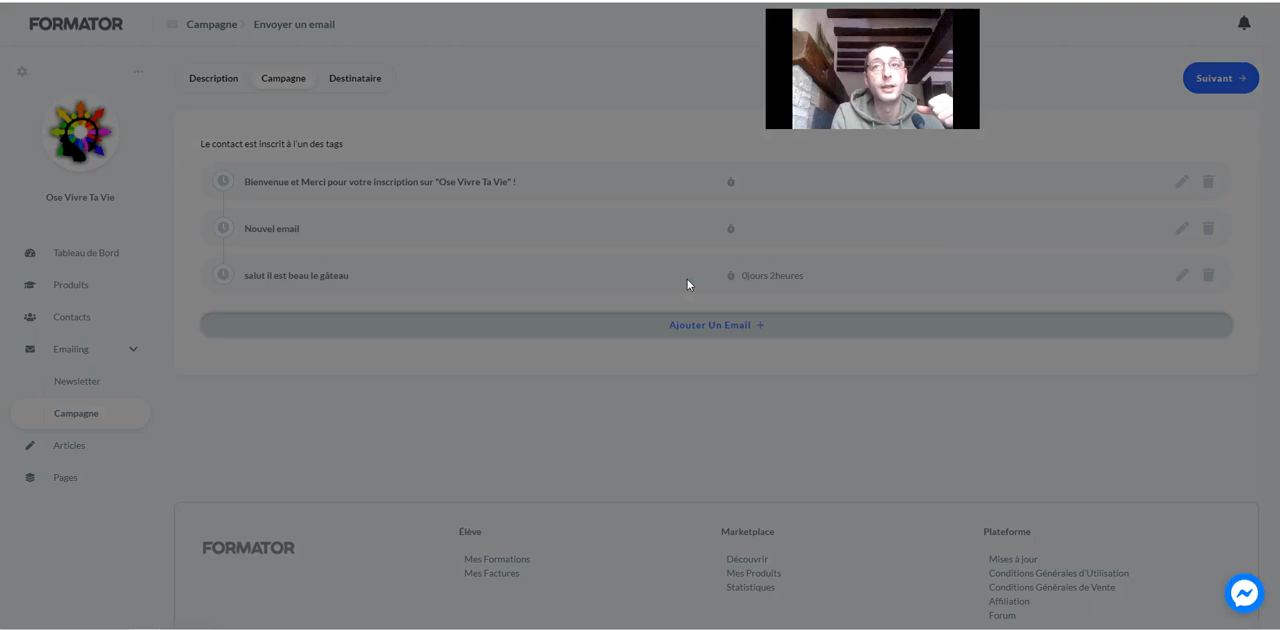 FORMATOR
Campagne
Envoyer un email
Description
Campagne
Destinataire
Suivant
Ose Vivre Ta Vie
Tableau de Bord
Produits
Contacts
Emailing
Newsletter
Campagne
Articles
Pages
Le contact est inscrit à l'un des tags
Bienvenue et Merci pour votre inscription sur "Ose Vivre Ta Vie" !
Nouvel email
salut il est beau le gâteau
0jours 2heures
Ajouter Un Email +
FORMATOR
Élève
Mes Formations
Mes Factures
Marketplace
Découvrir
Mes Produits
Statistiques
Plateforme
Mises à jour
Conditions Générales d'Utilisation
Conditions Générales de Vente
Affiliation
Forum